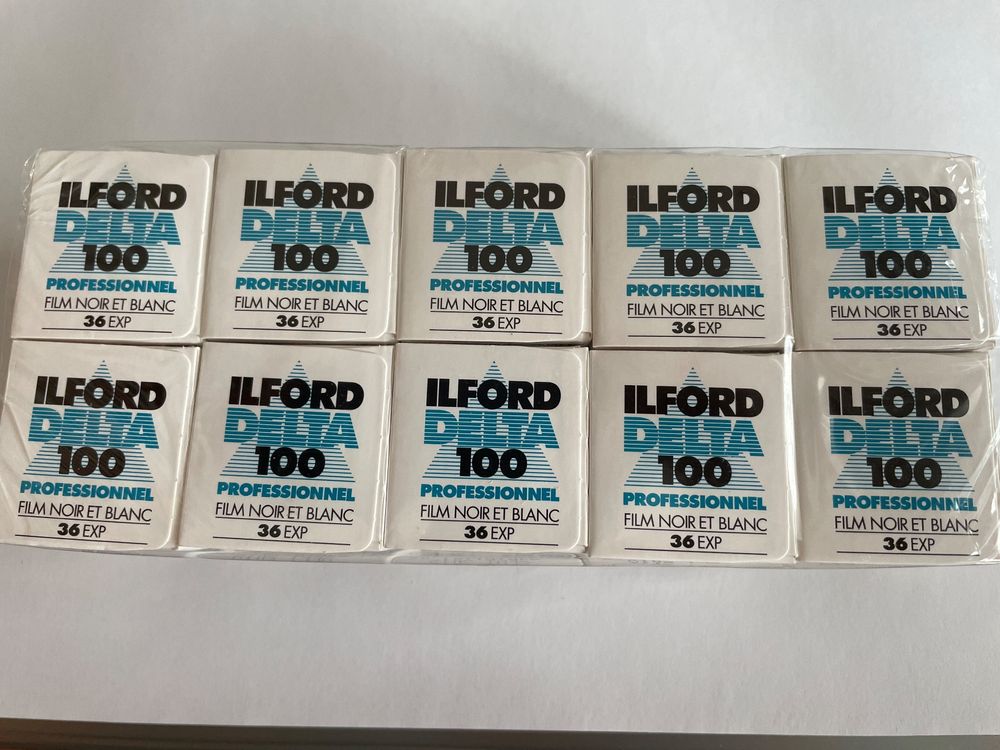 ILFORD
DELTA
100
PROFESSIONNEL
FILM NOIR ET BLANC
36 EXP
ILFORD
DELTA
100
PROFESSIONNEL
FILM NOIR ET BLANC
36 EXP
ILFORD
DELTA
100
PROFESSIONNEL
FILM NOIR ET BLANC
36 EXP
ILFORD
DELTA
100
PROFESSIONNEL
FILM NOIR ET BLANC
36 EXP
ILFORD
DELTA
100
PROFESSIONNEL
FILM NOIR ET BLANC
36 EXP
ILFORD
DELTA
100
PROFESSIONNEL
FILM NOIR ET BLANC
36 EXP
ILFORD
DELTA
100
PROFESSIONNEL
FILM NOIR ET BLANC
36 EXP
ILFORD
DELTA
100
PROFESSIONNEL
FILM NOIR ET BLANC
36 EXP
ILFORD
DELTA
100
PROFESSIONNEL
FILM NOIR ET BLANC
36 EXP
ILFORD
DELTA
100
PROFESSIONNEL
FILM NOIR ET BLANC
36 EXP